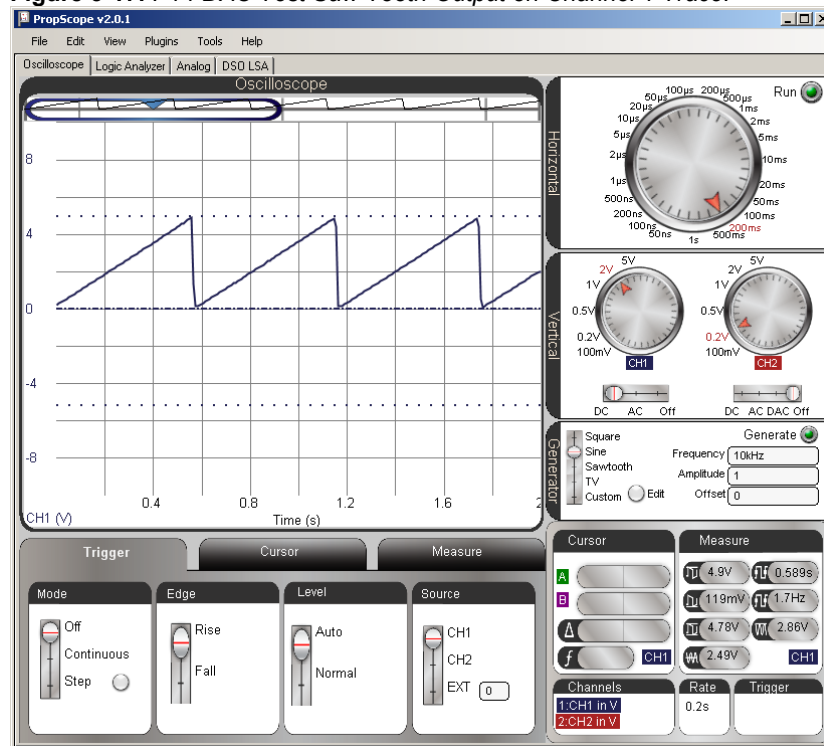 PropScope v2.0.1
File Edit View Plugins Tools Help
Oscilloscope Logic Analyzer Analog DSO LSA
Oscilloscope
8
4
0
-4
-8
0.4 0.8 1.2 1.6 2
CH1 (V)
Time (s)
Horizontal
Run
1s
50ns
100ns
200ns
500ns
1µs
2µs
5µs
10µs
20µs
50µs
100µs
200µs
500µs
1ms
2ms
5ms
10ms
20ms
50ms
100ms
200ms
500ms
Vertical
5V
2V
1V
0.5V
0.2V
100mV
CH1
DC AC Off
5V
2V
1V
0.5V
0.2V
100mV
CH2
DC AC DAC Off
Generator
Square
Sine
Sawtooth
TV
Custom Edit
Generate
Frequency 10kHz
Amplitude 1
Offset 0
Trigger Cursor Measure
Mode
Off
Continuous
Step
Edge
Rise
Fall
Level
Auto
Normal
Source
CH1
CH2
EXT 0
Cursor
A
B
Δ
f CH1
Measure
4.9V 0.589s
119mV 1.7Hz
4.78V 2.86V
2.49V CH1
Channels
1:CH1 in V
2:CH2 in V
Rate
0.2s
Trigger